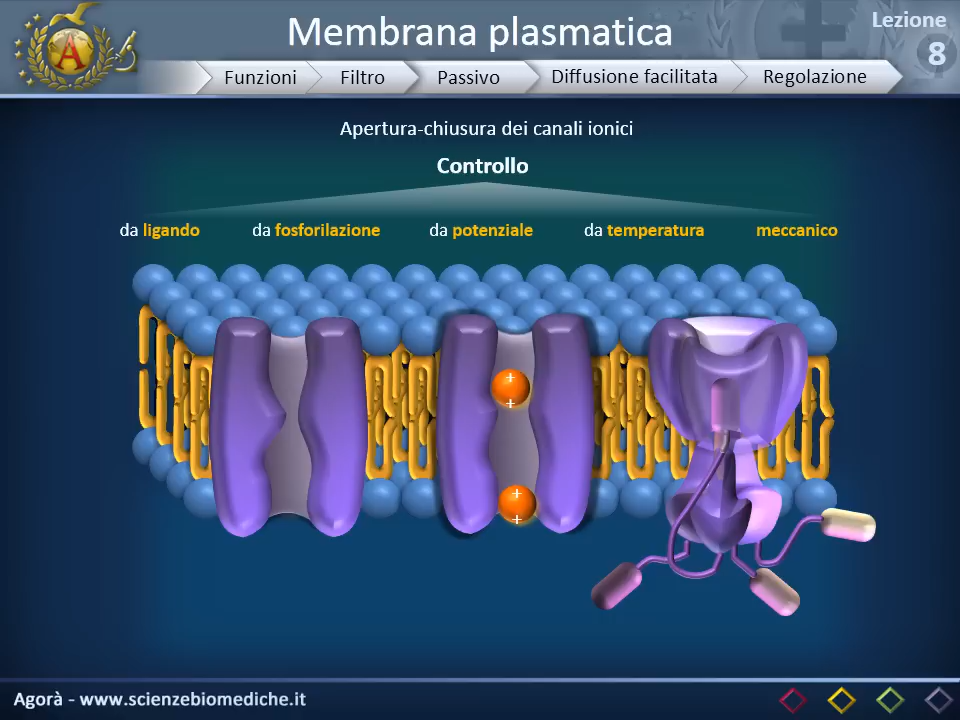 Membrana plasmatica
Lezione
8
A
Funzioni
Filtro
Passivo
Diffusione facilitata
Regolazione
Apertura-chiusura dei canali ionici
Controllo
da ligando
da fosforilazione
da potenziale
da temperatura
meccanico
+
+
+
+
Agorà - www.scienzebiomediche.it